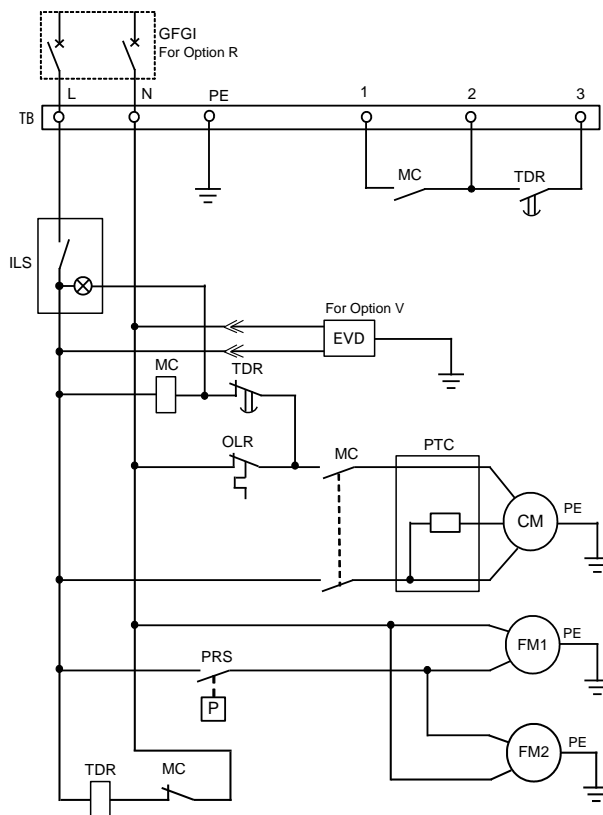 GFGI
For Option R
L N PE 1 2 3
TB
MC TDR
ILS
For Option V
EVD
MC TDR
OLR MC PTC
CM PE
PE
FM1
PRS
P
FM2 PE
TDR MC